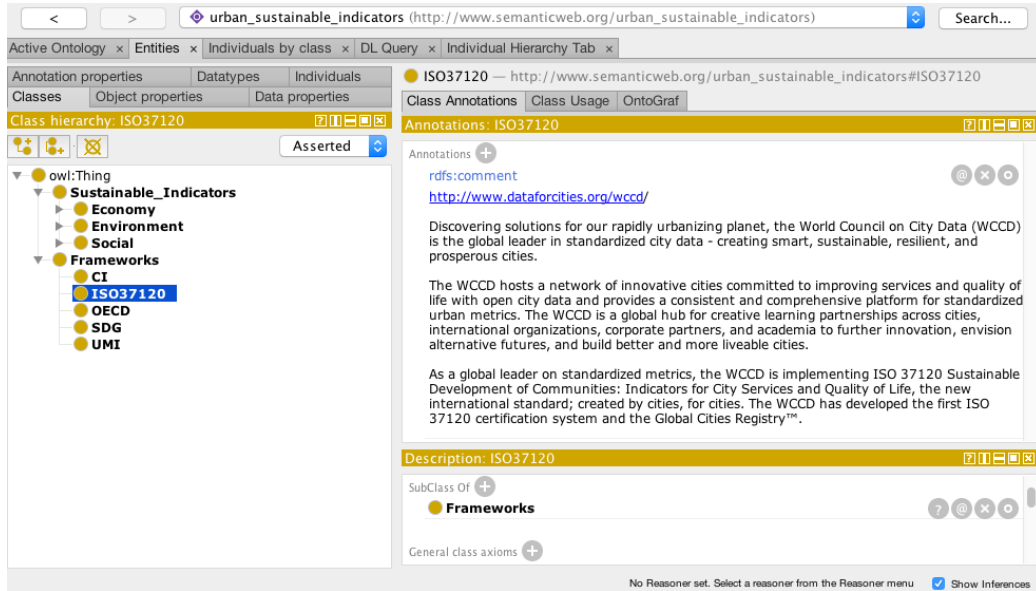 < > urban_sustainable_indicators (http://www.semanticweb.org/urban_sustainable_indicators) Search...
Active Ontology × Entities × Individuals by class × DL Query × Individual Hierarchy Tab ×
Annotation properties Datatypes Individuals
Classes Object properties Data properties
Class hierarchy: ISO37120
Asserted
owl:Thing
Sustainable_Indicators
Economy
Environment
Social
Frameworks
CI
ISO37120
OECD
SDG
UMI
ISO37120 — http://www.semanticweb.org/urban_sustainable_indicators#ISO37120
Class Annotations Class Usage OntoGraf
Annotations: ISO37120
Annotations
rdfs:comment
http://www.dataforcities.org/wccd/
Discovering solutions for our rapidly urbanizing planet, the World Council on City Data (WCCD)
is the global leader in standardized city data - creating smart, sustainable, resilient, and
prosperous cities.
The WCCD hosts a network of innovative cities committed to improving services and quality of
life with open city data and provides a consistent and comprehensive platform for standardized
urban metrics. The WCCD is a global hub for creative learning partnerships across cities,
international organizations, corporate partners, and academia to further innovation, envision
alternative futures, and build better and more liveable cities.
As a global leader on standardized metrics, the WCCD is implementing ISO 37120 Sustainable
Development of Communities: Indicators for City Services and Quality of Life, the new
international standard; created by cities, for cities. The WCCD has developed the first ISO
37120 certification system and the Global Cities Registry™.
Description: ISO37120
SubClass Of
Frameworks
General class axioms
No Reasoner set. Select a reasoner from the Reasoner menu Show Inferences